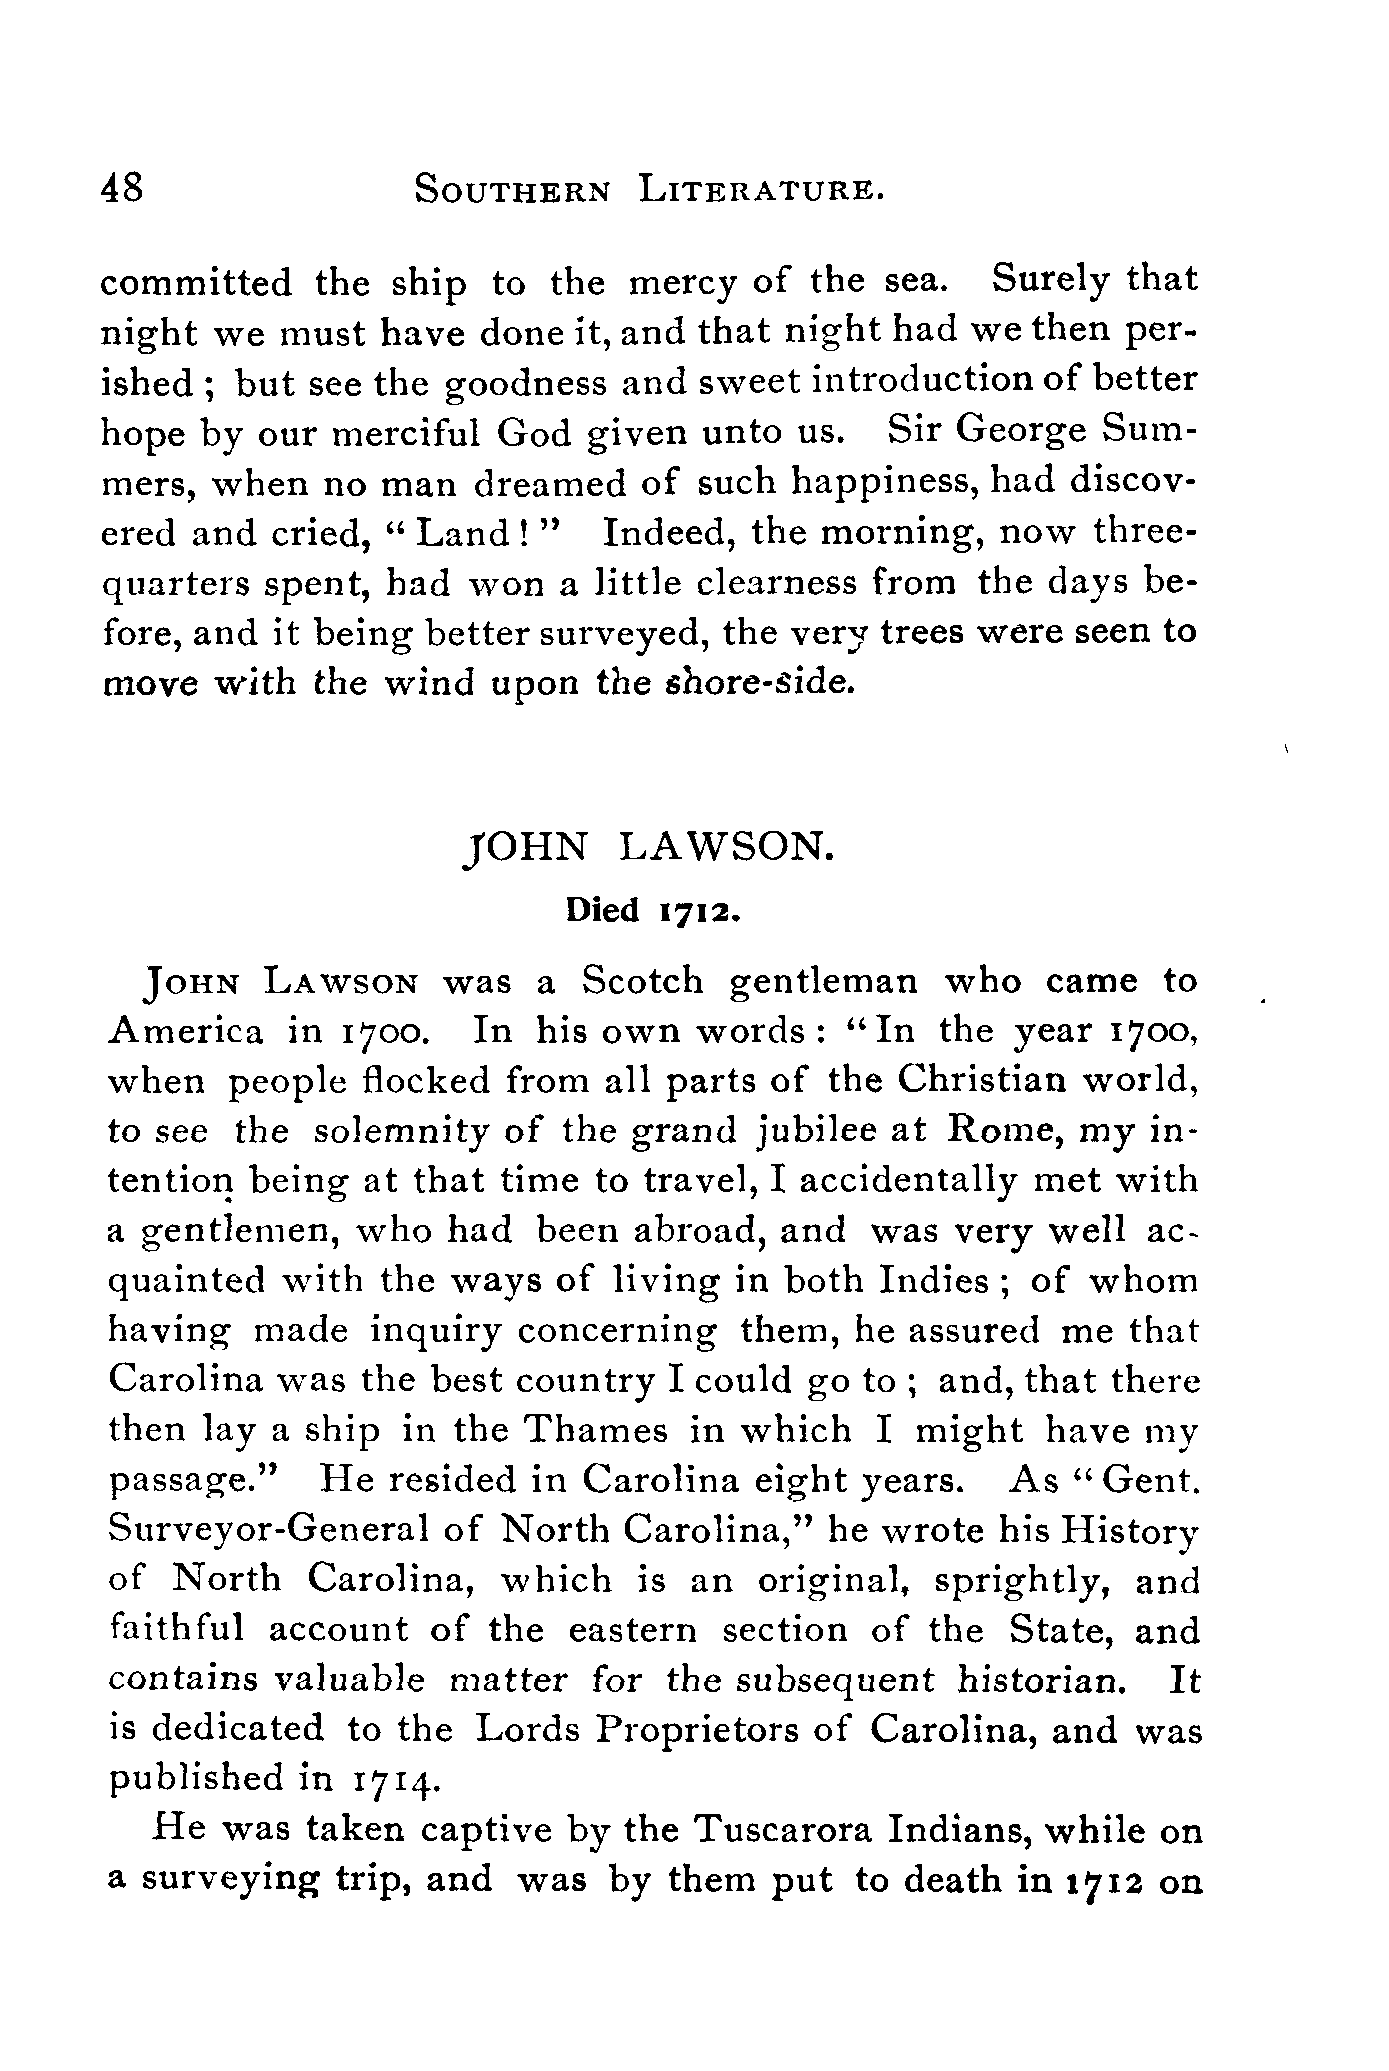 48 SOUTHERN LITERATURE.
committed the ship to the mercy of the sea. Surely that
night we must have done it, and that night had we then per-
ished ; but see the goodness and sweet introduction of better
hope by our merciful God given unto us. Sir George Sum-
mers, when no man dreamed of such happiness, had discov-
ered and cried, “ Land ! ” Indeed, the morning, now three-
quarters spent, had won a little clearness from the days be-
fore, and it being better surveyed, the very trees were seen to
move with the wind upon the shore-side.
JOHN LAWSON.
Died 1712.
JOHN LAWSON was a Scotch gentleman who came to
America in 1700. In his own words : “ In the year 1700,
when people flocked from all parts of the Christian world,
to see the solemnity of the grand jubilee at Rome, my in-
tention being at that time to travel, I accidentally met with
a gentlemen, who had been abroad, and was very well ac-
quainted with the ways of living in both Indies ; of whom
having made inquiry concerning them, he assured me that
Carolina was the best country I could go to ; and, that there
then lay a ship in the Thames in which I might have my
passage.” He resided in Carolina eight years. As “ Gent.
Surveyor-General of North Carolina,” he wrote his History
of North Carolina, which is an original, sprightly, and
faithful account of the eastern section of the State, and
contains valuable matter for the subsequent historian. It
is dedicated to the Lords Proprietors of Carolina, and was
published in 1714.
He was taken captive by the Tuscarora Indians, while on
a surveying trip, and was by them put to death in 1712 on